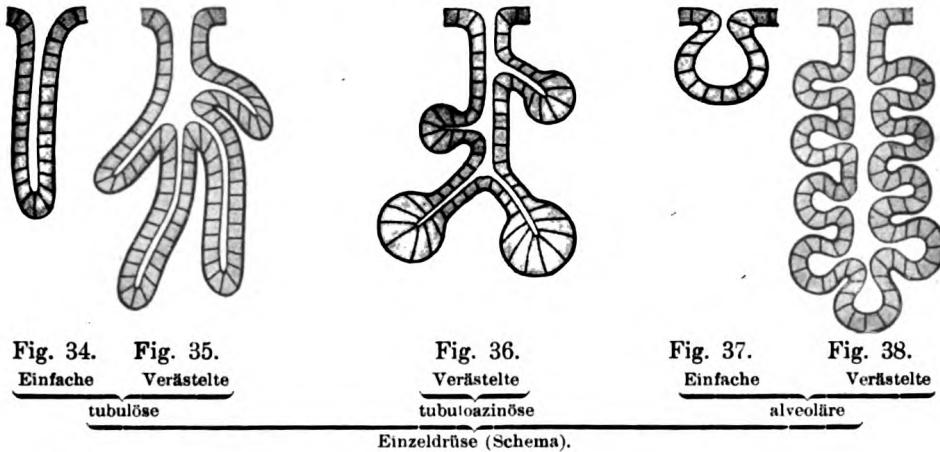 Fig. 34. Fig. 35. Fig. 36. Fig. 37. Fig. 38.
Einfache Verästelte Verästelte Einfache Verästelte
tubulöse tubuloazinöse alveoläre
Einzeldrüse (Schema).